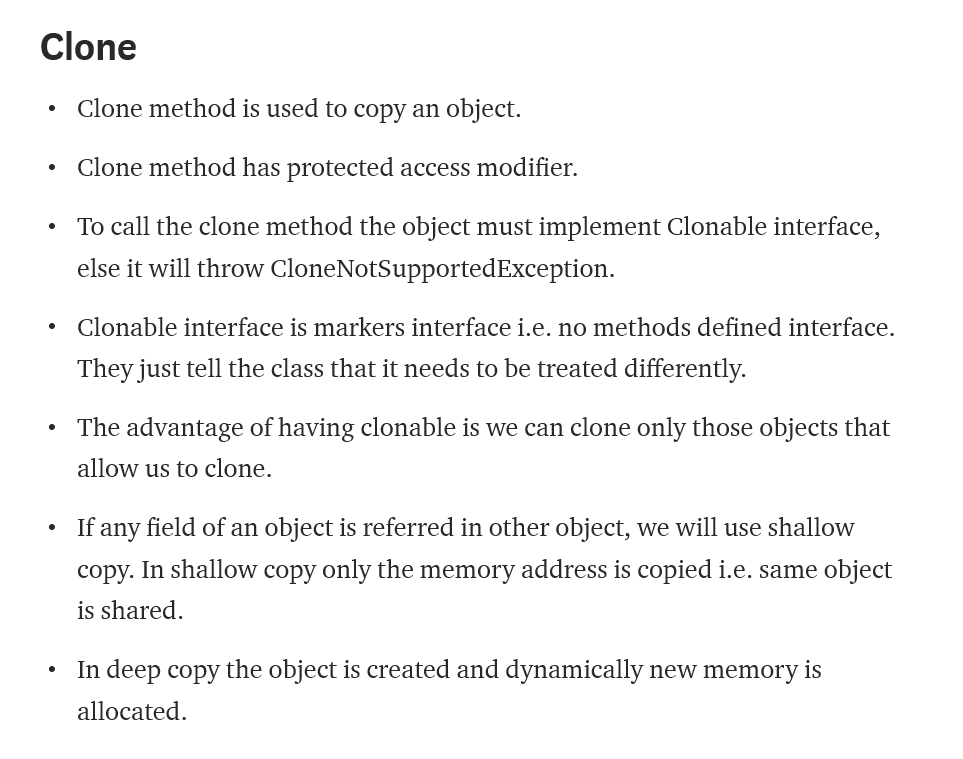 Clone
• Clone method is used to copy an object.
• Clone method has protected access modifier.
• To call the clone method the object must implement Clonable interface,
else it will throw CloneNotSupportedException.
• Clonable interface is markers interface i.e. no methods defined interface.
They just tell the class that it needs to be treated differently.
• The advantage of having clonable is we can clone only those objects that
allow us to clone.
• If any field of an object is referred in other object, we will use shallow
copy. In shallow copy only the memory address is copied i.e. same object
is shared.
• In deep copy the object is created and dynamically new memory is
allocated.